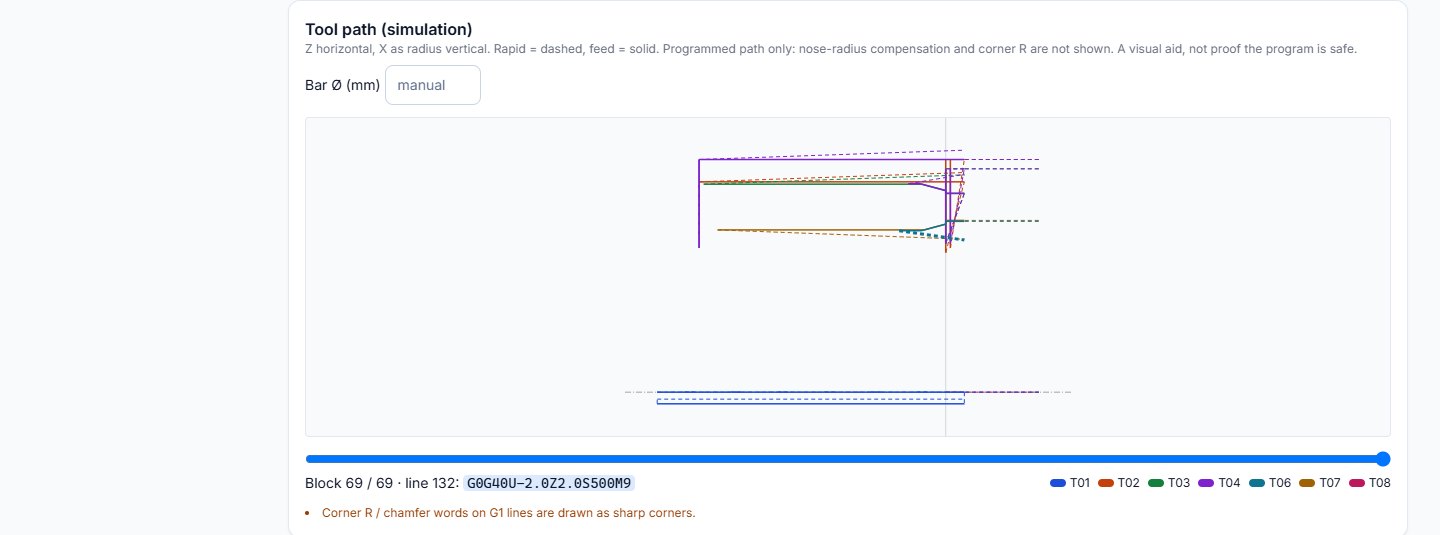 Tool path (simulation)
Z horizontal, X as radius vertical. Rapid = dashed, feed = solid. Programmed path only: nose-radius compensation and corner R are not shown. A visual aid, not proof the program is safe.
Bar Ø (mm) manual
Block 69 / 69 · line 132: G0G40U-2.0Z2.0S500M9
T01 T02 T03 T04 T06 T07 T08
• Corner R / chamfer words on G1 lines are drawn as sharp corners.